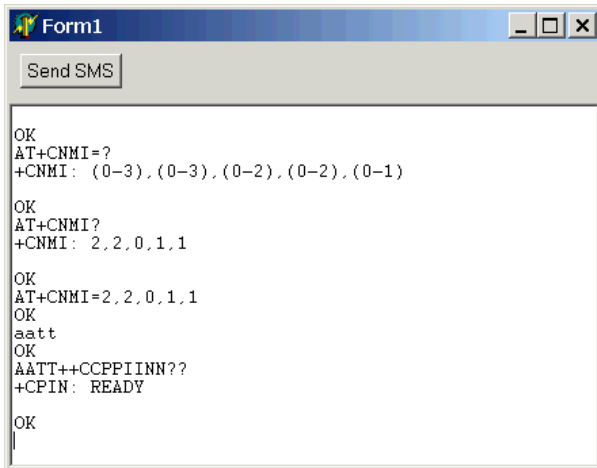 Form1
Send SMS
OK
AT+CNMI=?
+CNMI: (0-3),(0-3),(0-2),(0-2),(0-1)
OK
AT+CNMI?
+CNMI: 2,2,0,1,1
OK
AT+CNMI=2,2,0,1,1
OK
aatt
OK
AATT++CCPPIINN??
+CPIN: READY
OK